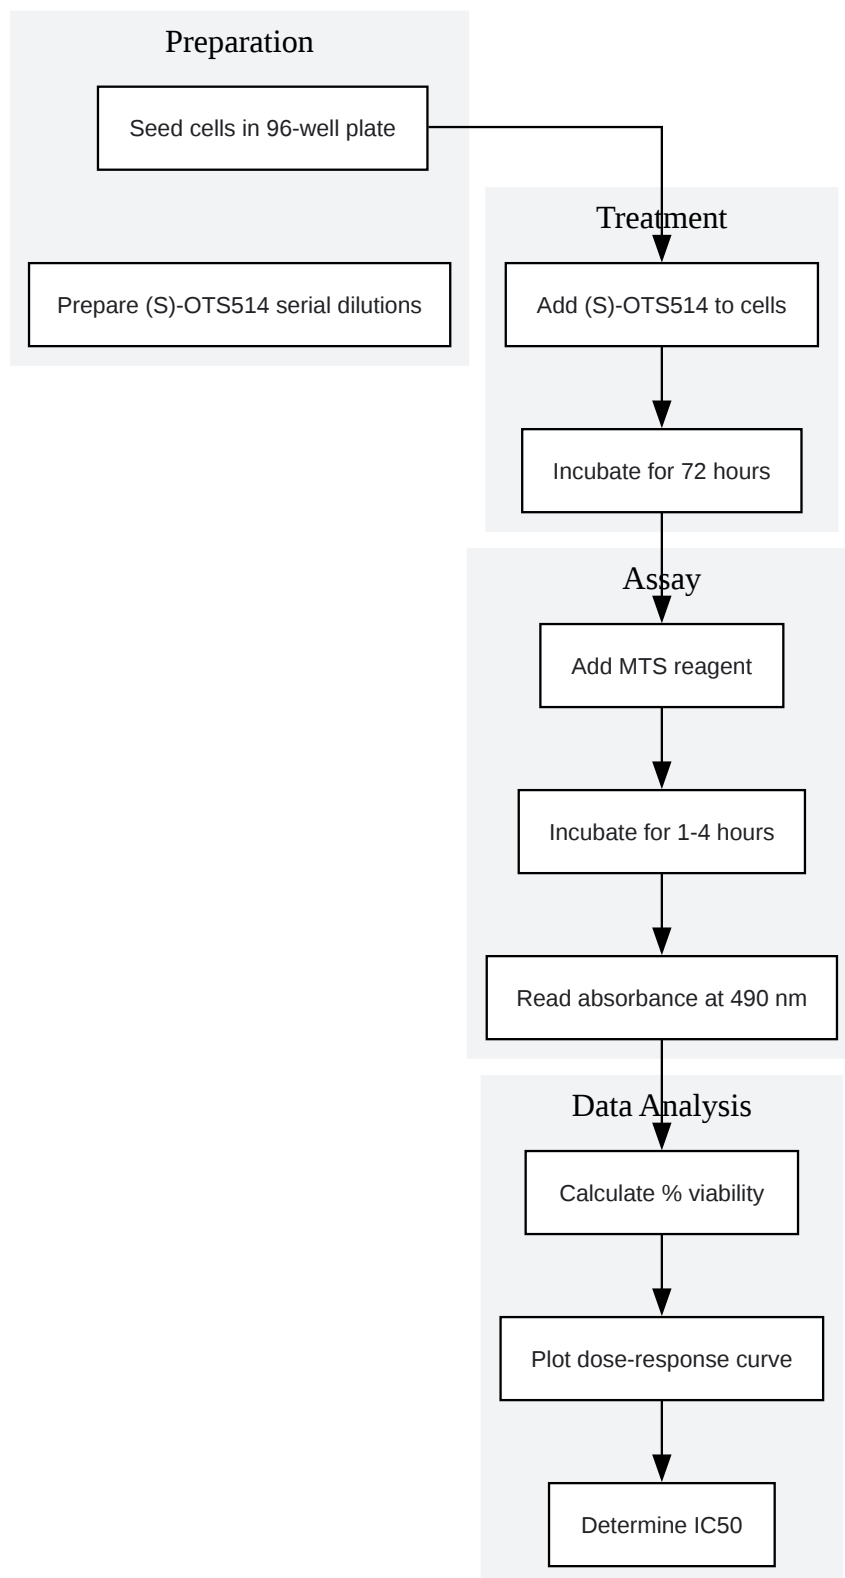 Preparation
Seed cells in 96-well plate
Prepare (S)-OTS514 serial dilutions
Treatment
Add (S)-OTS514 to cells
Incubate for 72 hours
Assay
Add MTS reagent
Incubate for 1-4 hours
Read absorbance at 490 nm
Data Analysis
Calculate % viability
Plot dose-response curve
Determine IC50